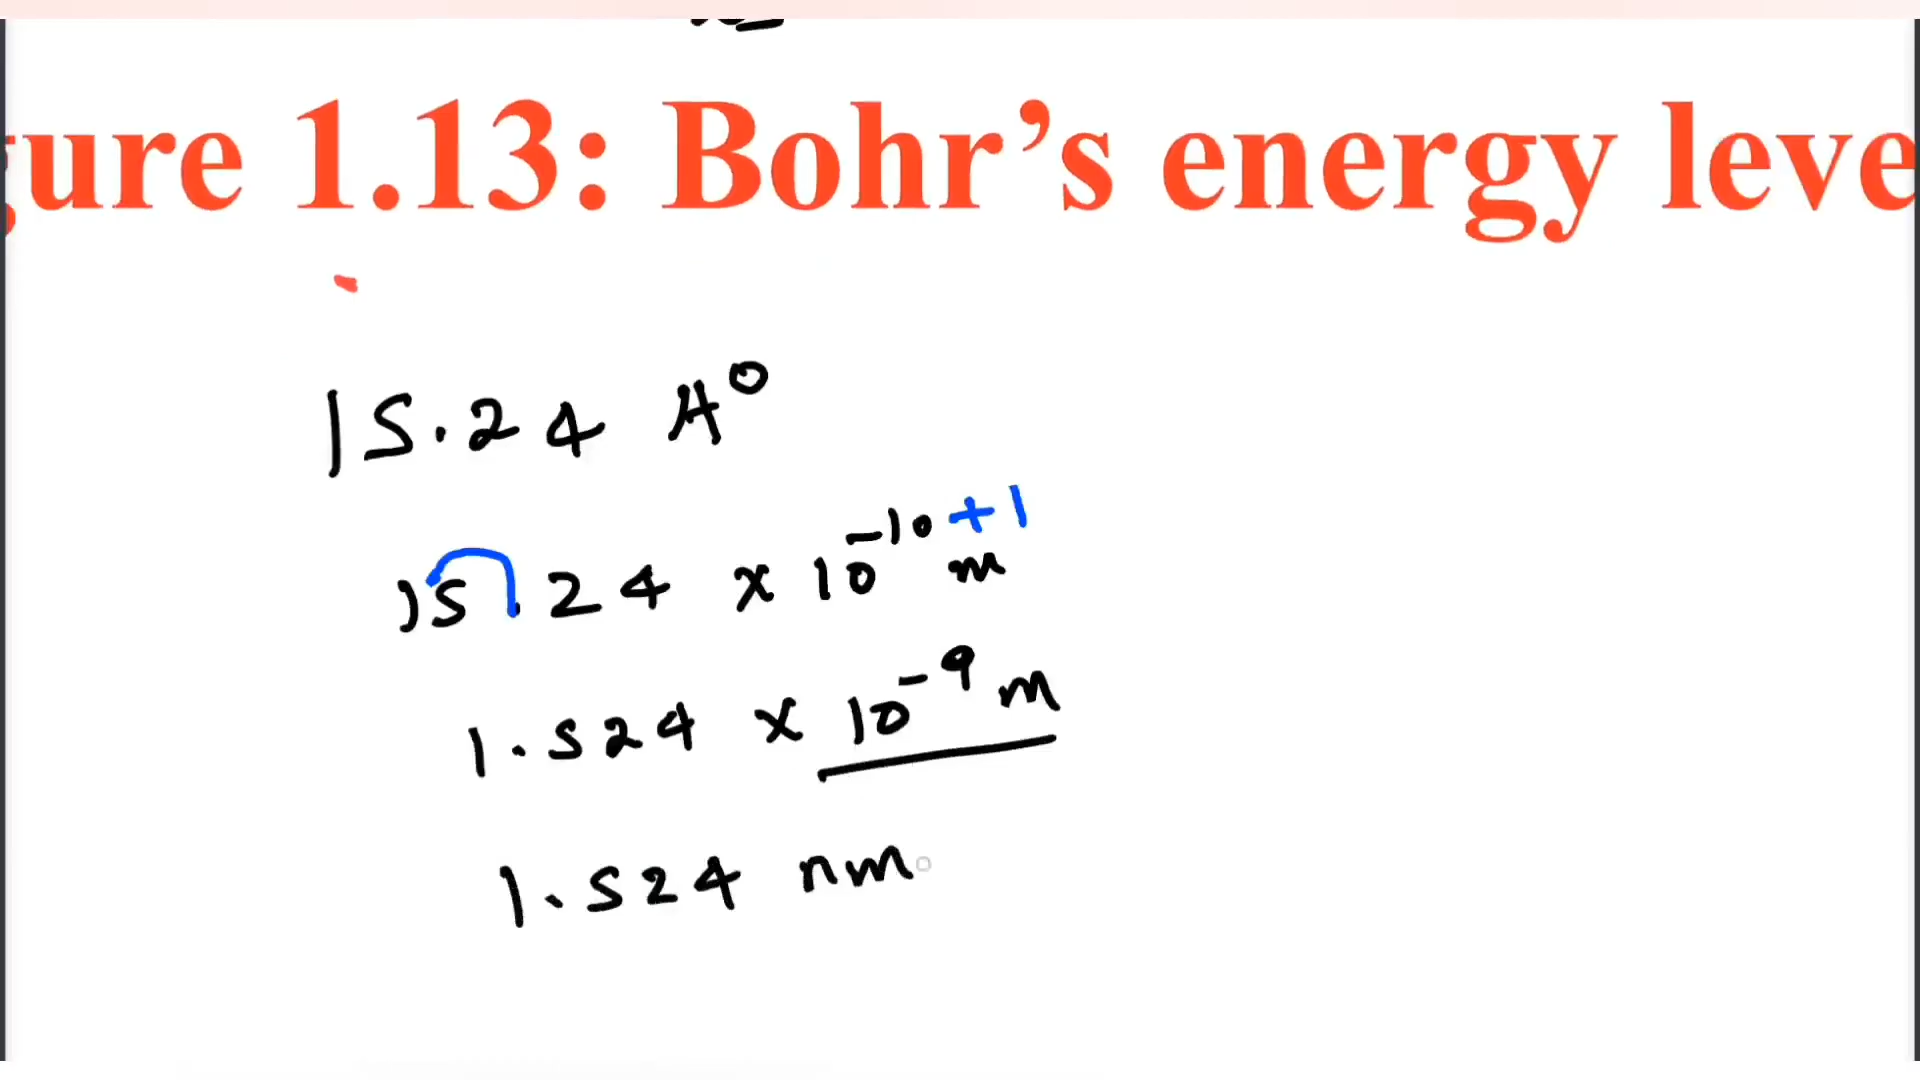 ure 1.13: Bohr’s energy leve
15.24 A⁰
15.24 x 10⁻¹⁰⁺¹ m
1.524 x 10⁻⁹ m
1.524 nm